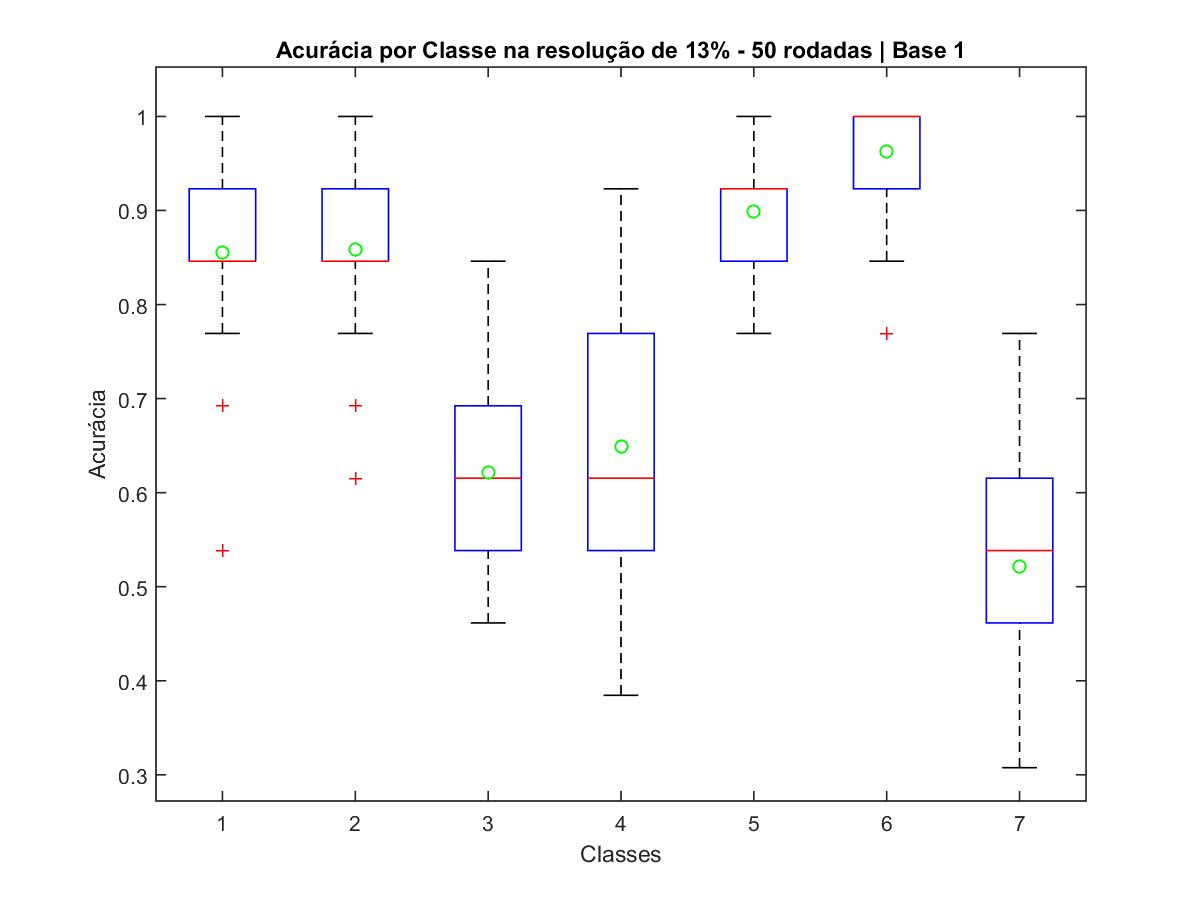 Acurácia por Classe na resolução de 13% - 50 rodadas | Base 1
1
0.9
0.8
0.7
0.6
0.5
0.4
0.3
Acurácia
1 2 3 4 5 6 7
Classes